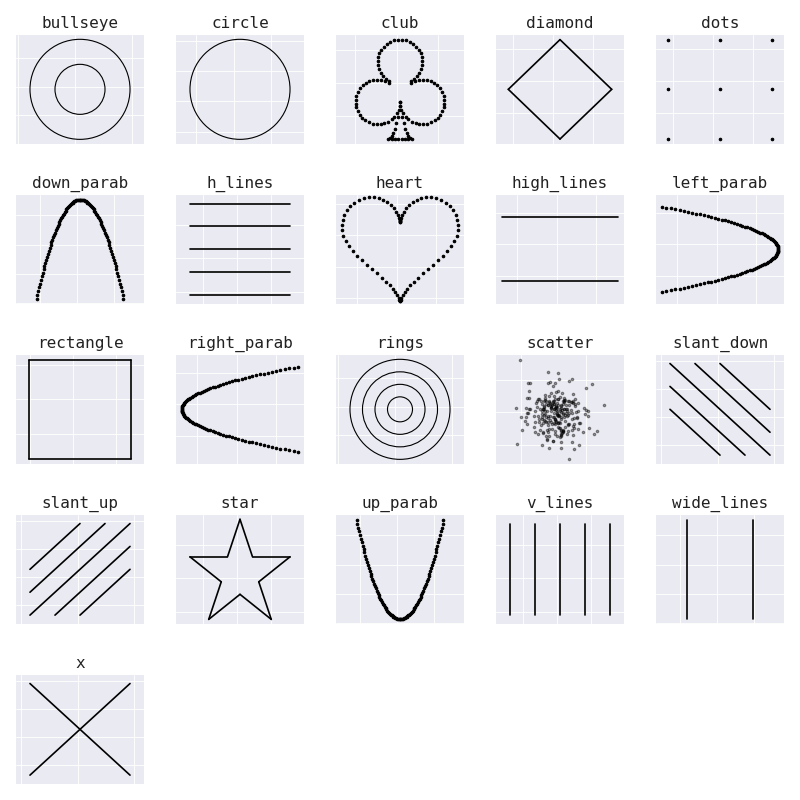 bullseye circle club diamond dots
down_parab h_lines heart high_lines left_parab
rectangle right_parab rings scatter slant_down
slant_up star up_parab v_lines wide_lines
x